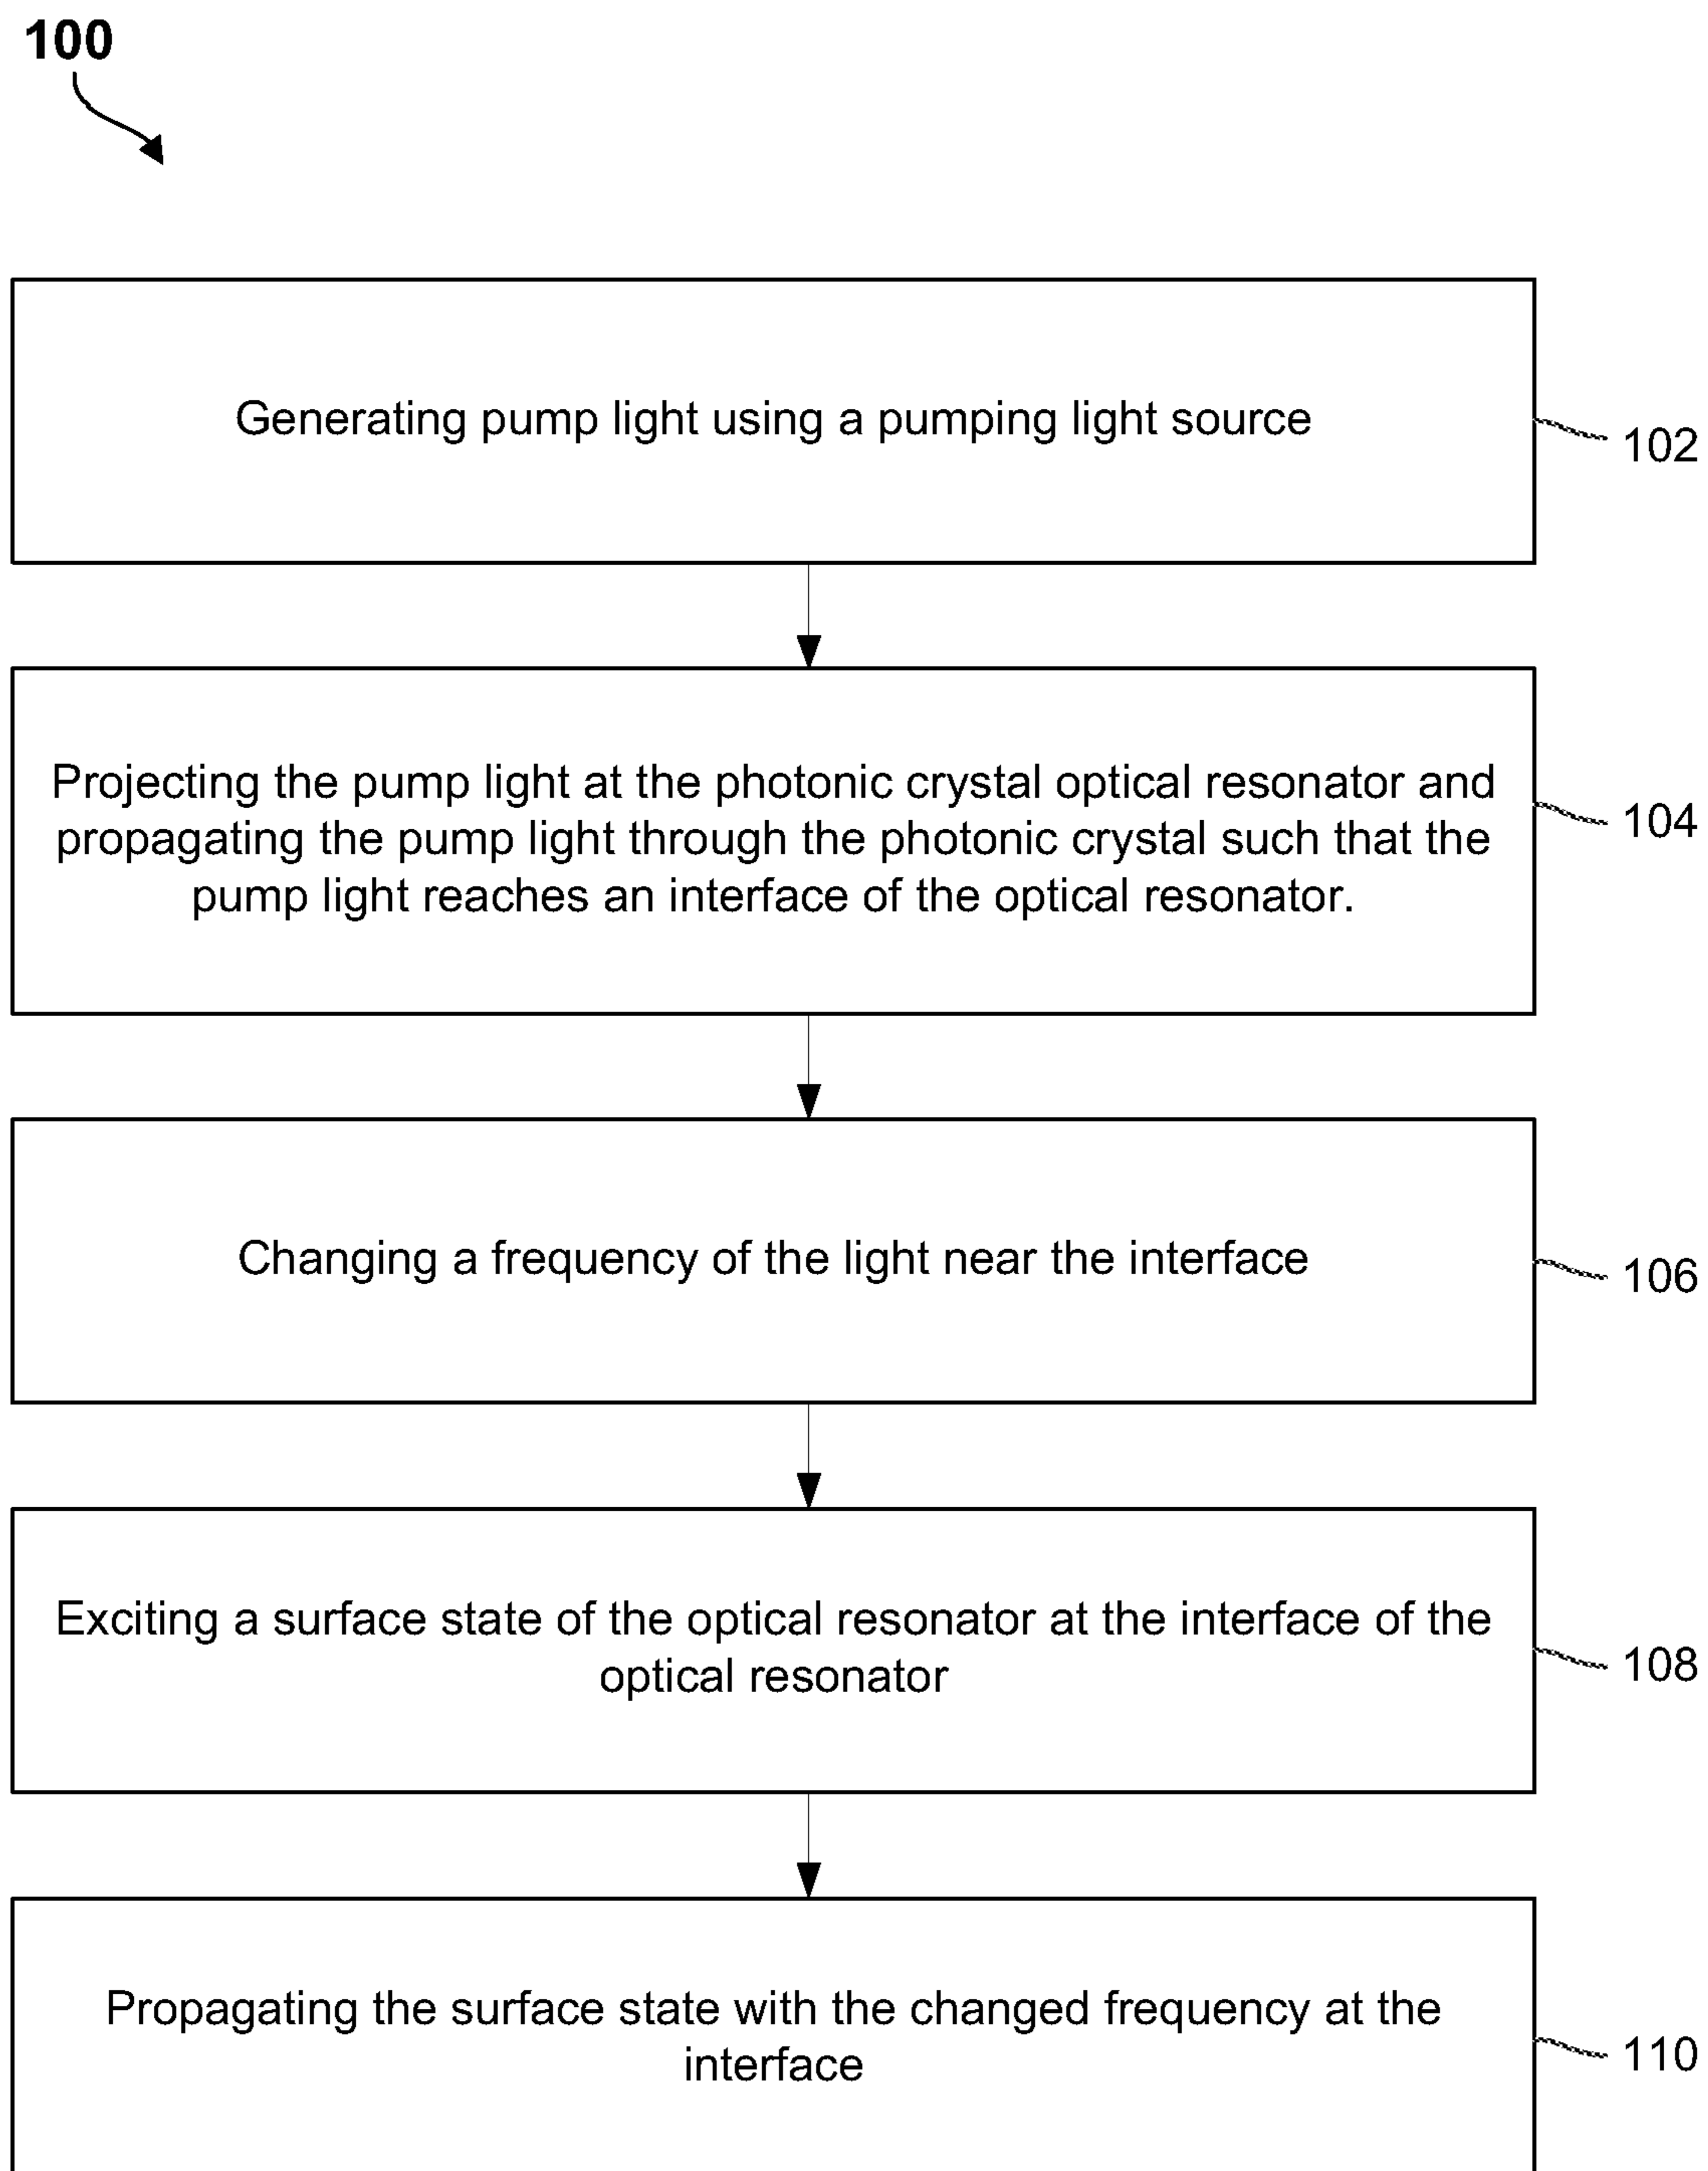 100
Generating pump light using a pumping light source
102
Projecting the pump light at the photonic crystal optical resonator and
propagating the pump light through the photonic crystal such that the
pump light reaches an interface of the optical resonator.
104
Changing a frequency of the light near the interface
106
Exciting a surface state of the optical resonator at the interface of the
optical resonator
108
Propagating the surface state with the changed frequency at the
interface
110